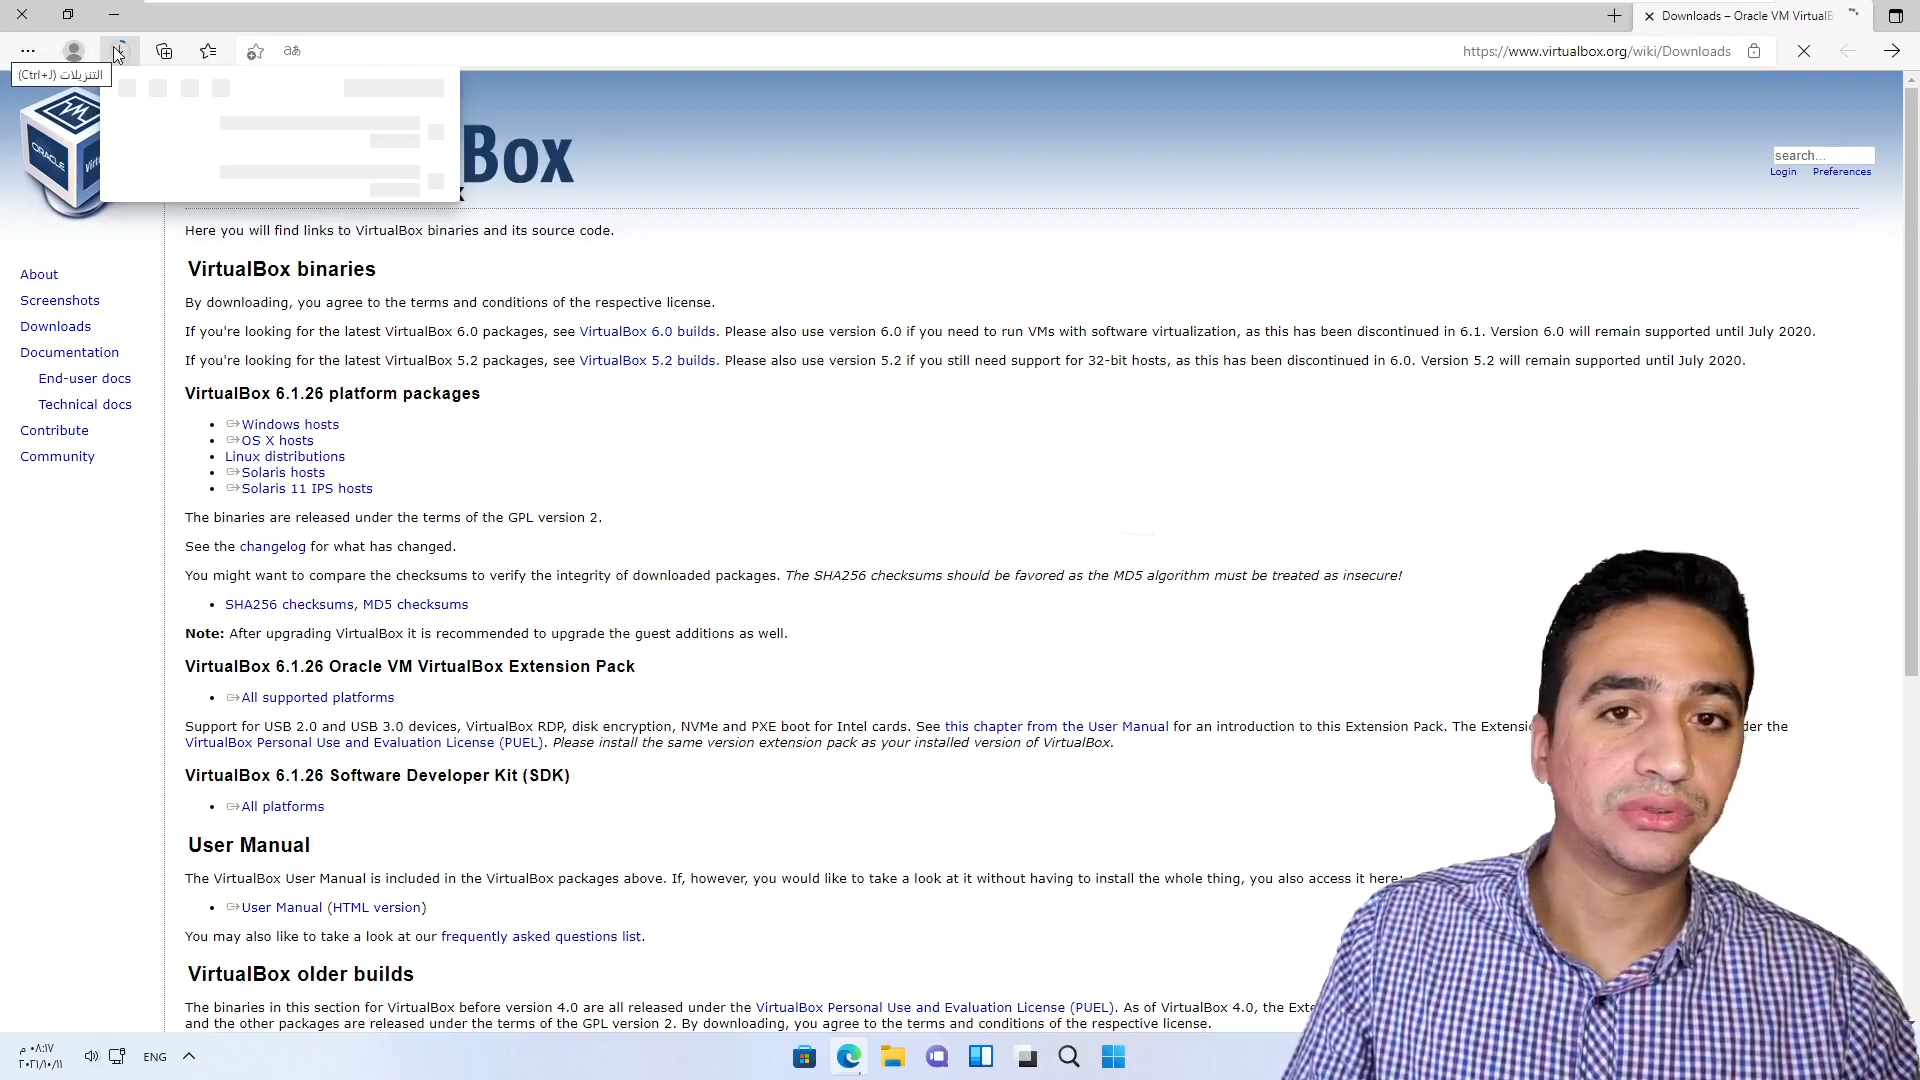 Downloads – Oracle VM VirtualB
https://www.virtualbox.org/wiki/Downloads
aあ
التنزيلات (Ctrl+J)
ORACLE
Box
search...
Login Preferences
Here you will find links to VirtualBox binaries and its source code.
About
Screenshots
Downloads
Documentation
End-user docs
Technical docs
Contribute
Community
VirtualBox binaries
By downloading, you agree to the terms and conditions of the respective license.
If you're looking for the latest VirtualBox 6.0 packages, see VirtualBox 6.0 builds. Please also use version 6.0 if you need to run VMs with software virtualization, as this has been discontinued in 6.1. Version 6.0 will remain supported until July 2020.
If you're looking for the latest VirtualBox 5.2 packages, see VirtualBox 5.2 builds. Please also use version 5.2 if you still need support for 32-bit hosts, as this has been discontinued in 6.0. Version 5.2 will remain supported until July 2020.
VirtualBox 6.1.26 platform packages
Windows hosts
OS X hosts
Linux distributions
Solaris hosts
Solaris 11 IPS hosts
The binaries are released under the terms of the GPL version 2.
See the changelog for what has changed.
You might want to compare the checksums to verify the integrity of downloaded packages. The SHA256 checksums should be favored as the MD5 algorithm must be treated as insecure!
SHA256 checksums, MD5 checksums
Note: After upgrading VirtualBox it is recommended to upgrade the guest additions as well.
VirtualBox 6.1.26 Oracle VM VirtualBox Extension Pack
All supported platforms
Support for USB 2.0 and USB 3.0 devices, VirtualBox RDP, disk encryption, NVMe and PXE boot for Intel cards. See this chapter from the User Manual for an introduction to this Extension Pack. The Extensi der the
VirtualBox Personal Use and Evaluation License (PUEL). Please install the same version extension pack as your installed version of VirtualBox.
VirtualBox 6.1.26 Software Developer Kit (SDK)
All platforms
User Manual
The VirtualBox User Manual is included in the VirtualBox packages above. If, however, you would like to take a look at it without having to install the whole thing, you also access it here:
User Manual (HTML version)
You may also like to take a look at our frequently asked questions list.
VirtualBox older builds
The binaries in this section for VirtualBox before version 4.0 are all released under the VirtualBox Personal Use and Evaluation License (PUEL). As of VirtualBox 4.0, the Exte
and the other packages are released under the terms of the GPL version 2. By downloading, you agree to the terms and conditions of the respective license.
٠٨:١٧ م
٢٠٢١/١٠/١١
ENG